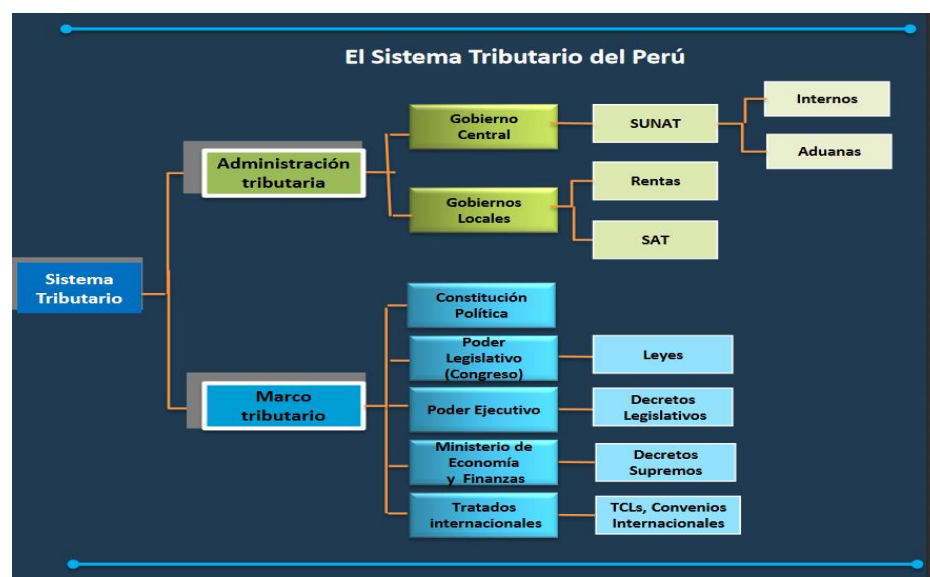 El Sistema Tributario del Perú
Sistema
Tributario
Administración
tributaria
Gobierno
Central
SUNAT
Internos
Aduanas
Gobiernos
Locales
Rentas
SAT
Marco
tributario
Constitución
Política
Poder
Legislativo
(Congreso)
Leyes
Poder Ejecutivo
Decretos
Legislativos
Ministerio de
Economía
y Finanzas
Decretos
Supremos
Tratados
internacionales
TCLs, Convenios
Internacionales